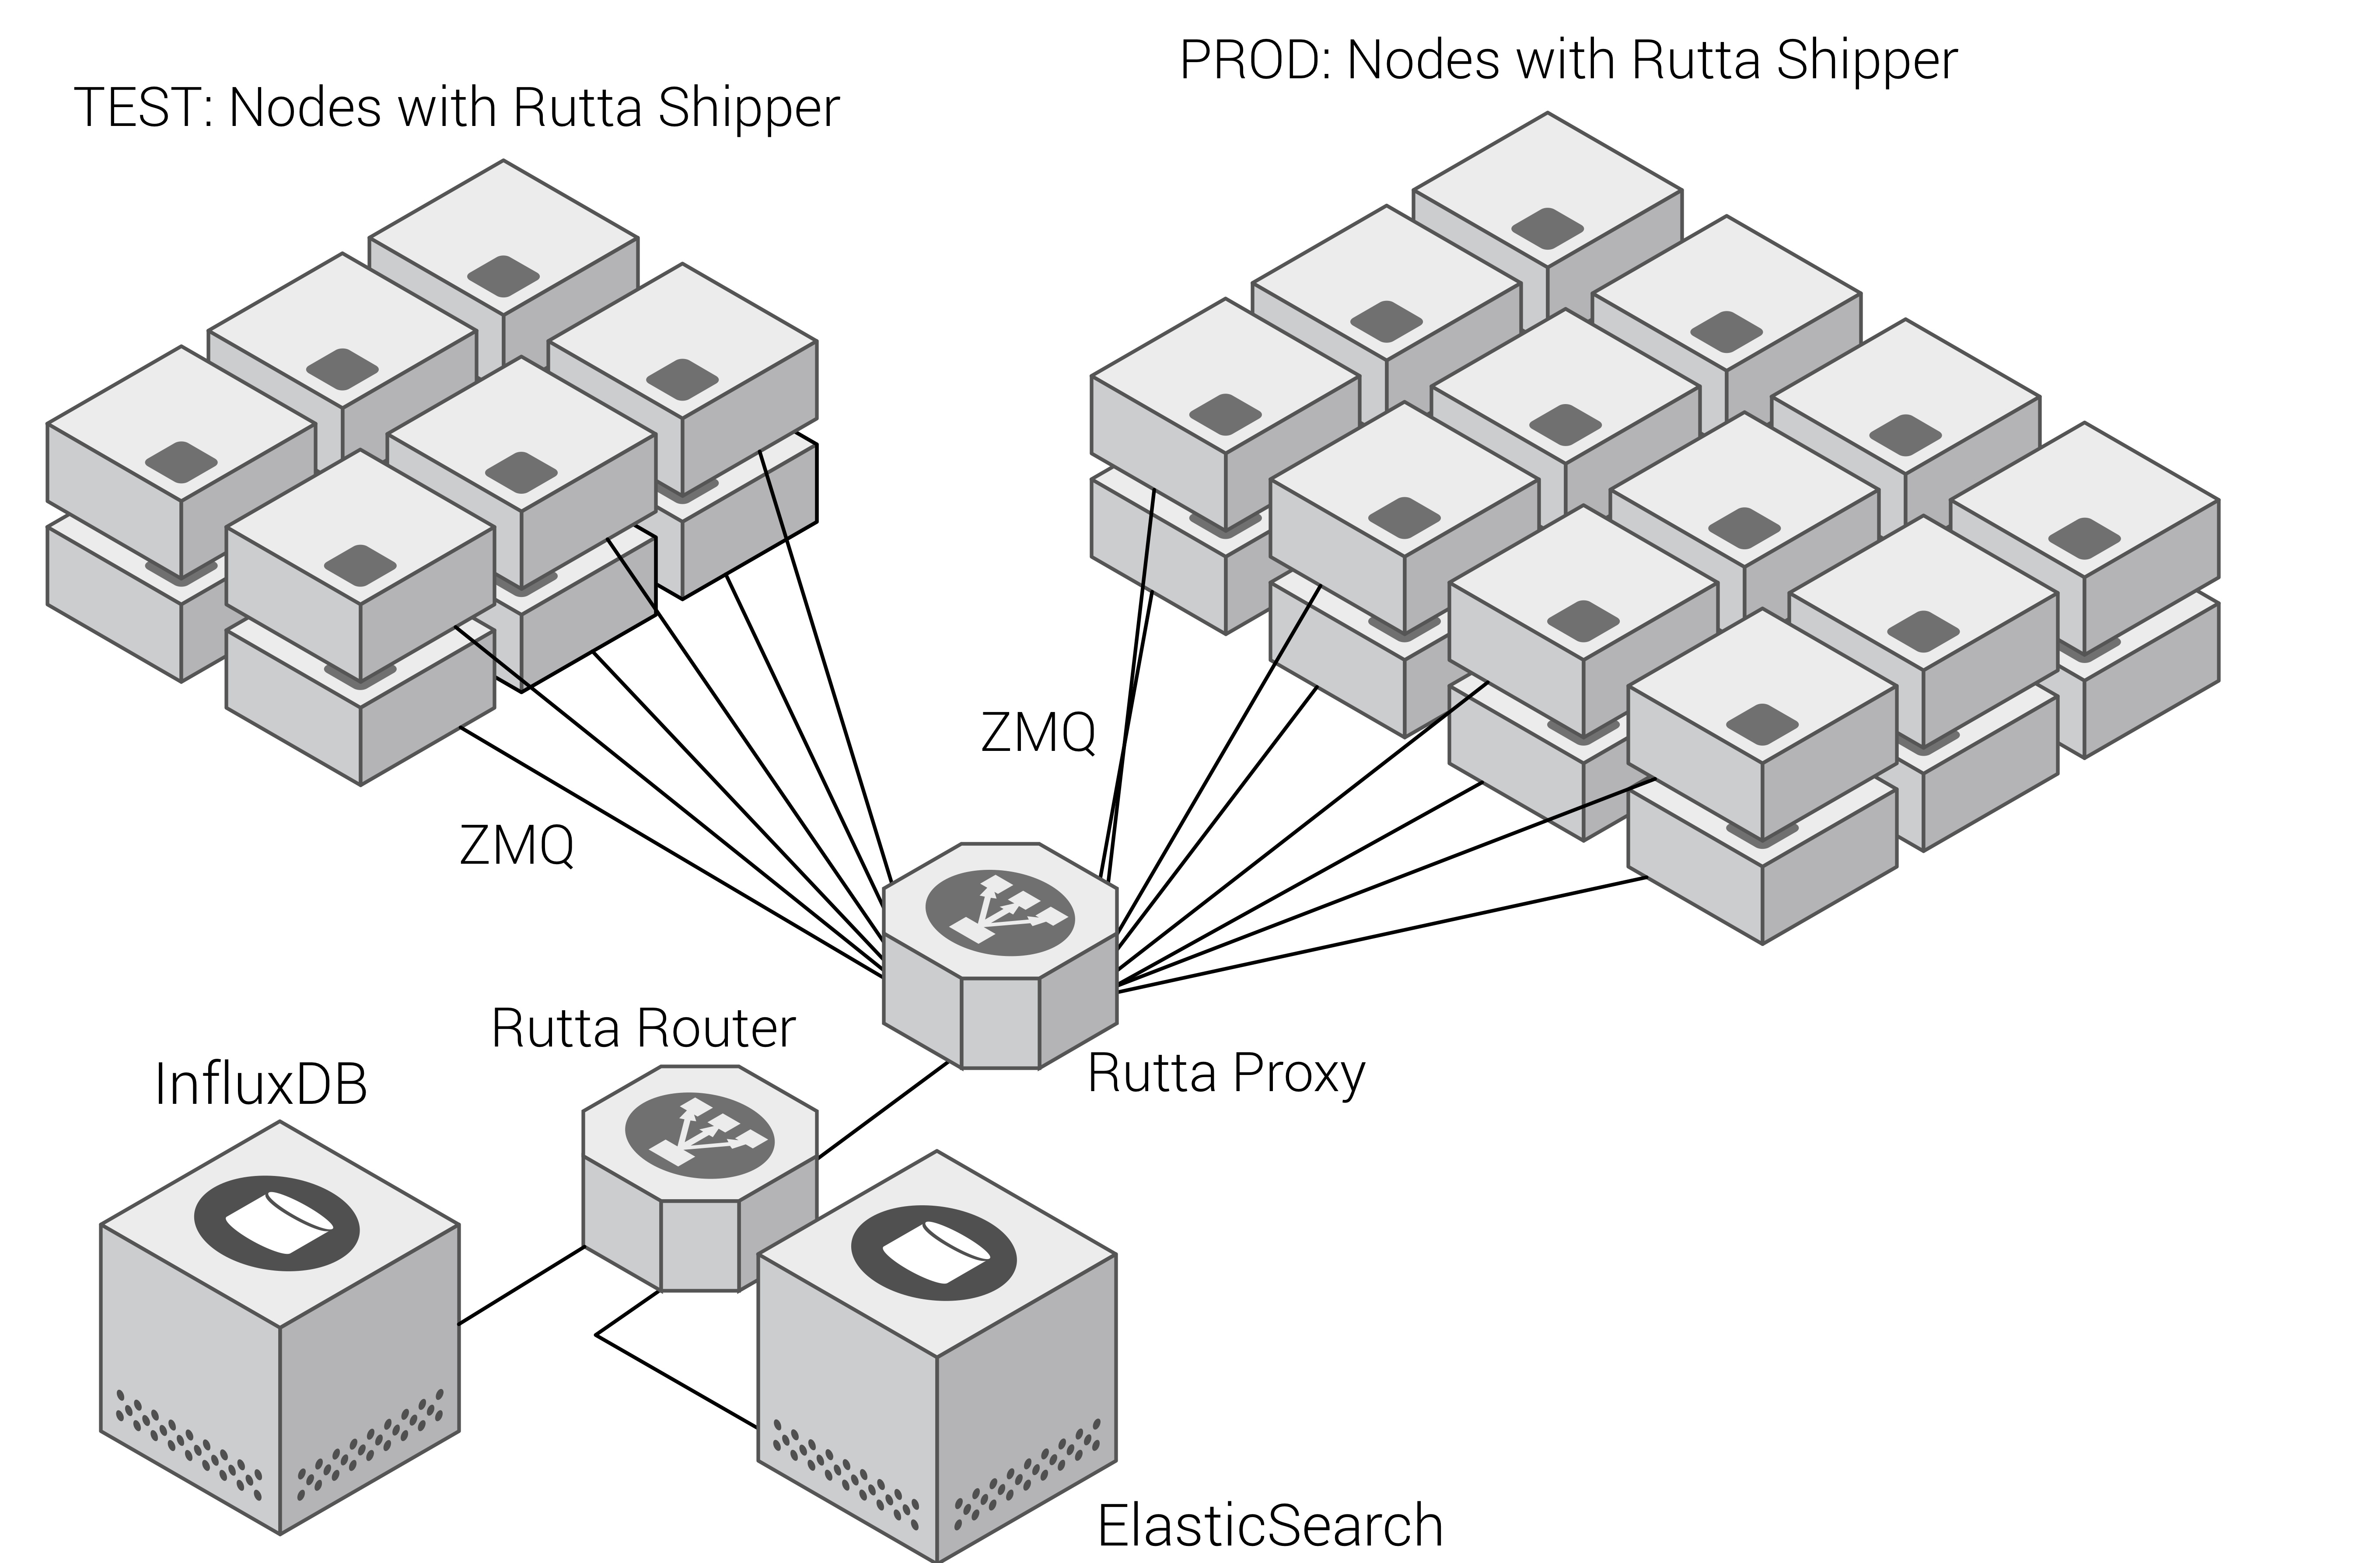 TEST: Nodes with Rutta Shipper
PROD: Nodes with Rutta Shipper
ZMQ
ZMQ
Rutta Router
Rutta Proxy
InfluxDB
ElasticSearch